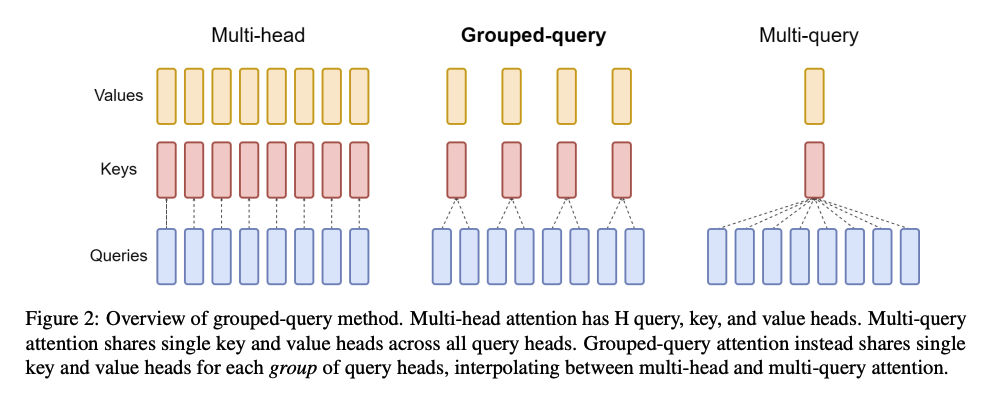 Multi-head
Grouped-query
Multi-query
Values
Keys
Queries
Figure 2: Overview of grouped-query method. Multi-head attention has H query, key, and value heads. Multi-query
attention shares single key and value heads across all query heads. Grouped-query attention instead shares single
key and value heads for each group of query heads, interpolating between multi-head and multi-query attention.